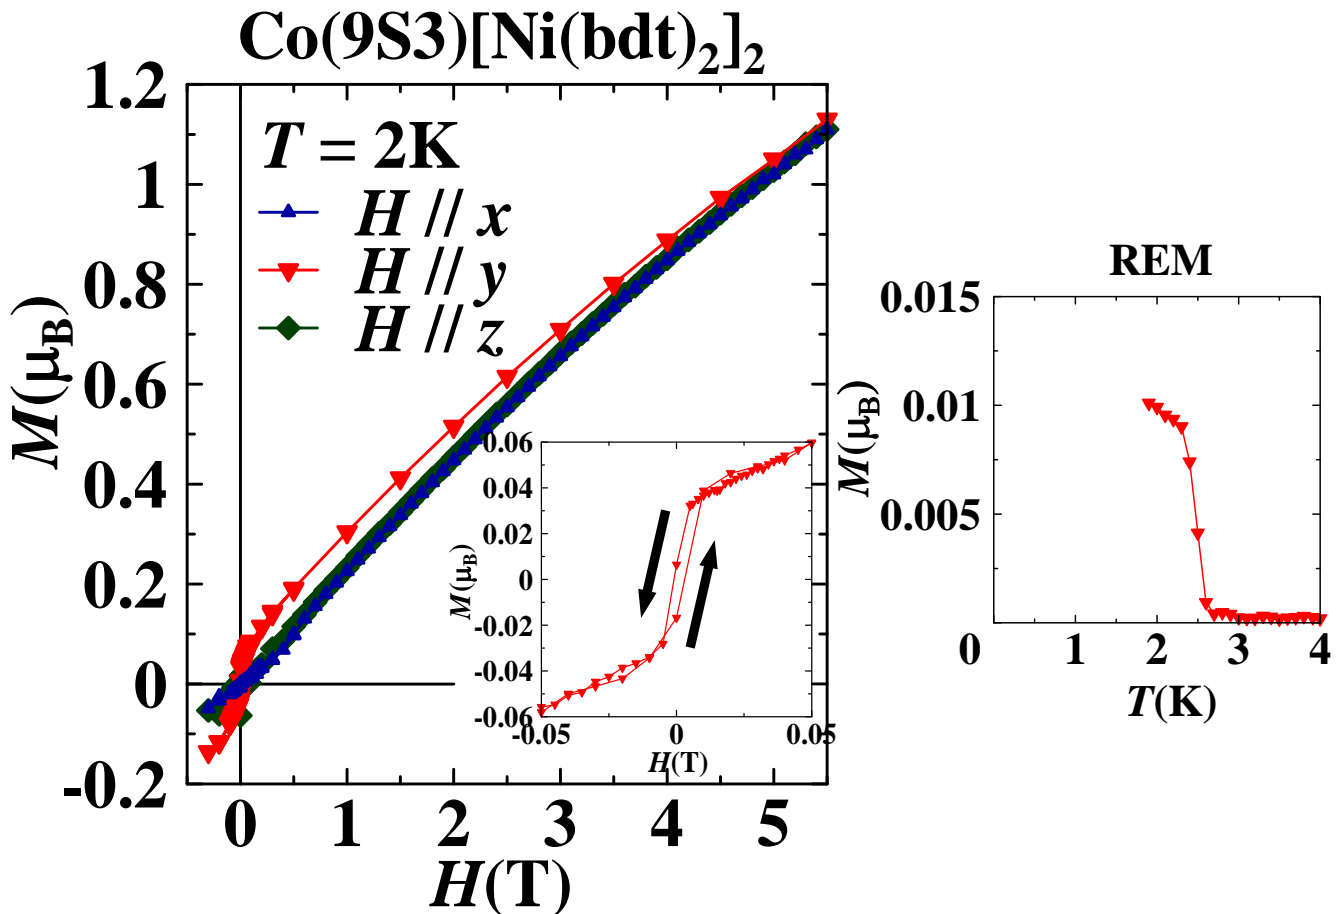 Co(9S3)[Ni(bdt)₂]₂
T = 2K
H // x
H // y
H // z
M(μB)
1.2
1
0.8
0.6
0.4
0.2
0
-0.2
0 1 2 3 4 5
H(T)
M(μB)
0.06
0.04
0.02
0
-0.02
-0.04
-0.06
-0.05 0 0.05
H(T)
REM
M(μB)
0.015
0.01
0.005
0 1 2 3 4
T(K)